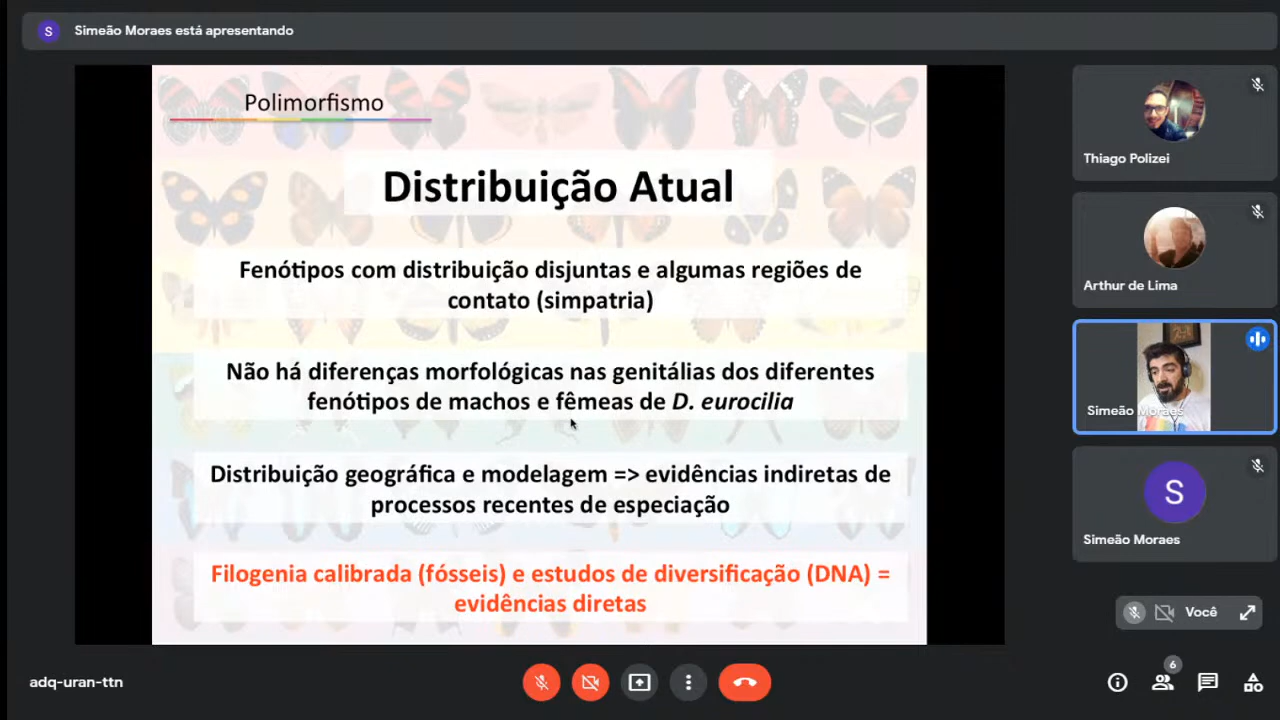 S
Simeão Moraes está apresentando
Polimorfismo
Distribuição Atual
Fenótipos com distribuição disjuntas e algumas regiões de
contato (simpatria)
Não há diferenças morfológicas nas genitálias dos diferentes
fenótipos de machos e fêmeas de D. eurocilia
Distribuição geográfica e modelagem => evidências indiretas de
processos recentes de especiação
Filogenia calibrada (fósseis) e estudos de diversificação (DNA) =
evidências diretas
Thiago Polizei
Arthur de Lima
Simeão Moraes
S
Simeão Moraes
Você
adq-uran-ttn
6